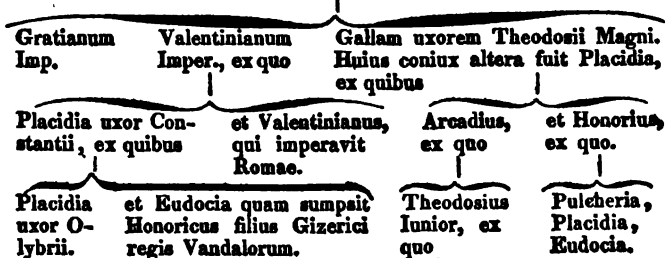 Gratianum
Imp.
Valentinianum
Imper., ex quo
Gallam uxorem Theodosii Magni.
Huius coniux altera fuit Placidia,
ex quibus
Placidia uxor Con-
stantii, ex quibus
et Valentinianus,
qui imperavit
Romae.
Arcadius,
ex quo
et Honorius,
ex quo.
Placidia
uxor O-
lybrii.
et Eudocia quam sumpsit
Honoricus filius Gizerici
regis Vandalorum.
Theodosius
Iunior, ex
quo
Pulcheria,
Placidia,
Eudocia.